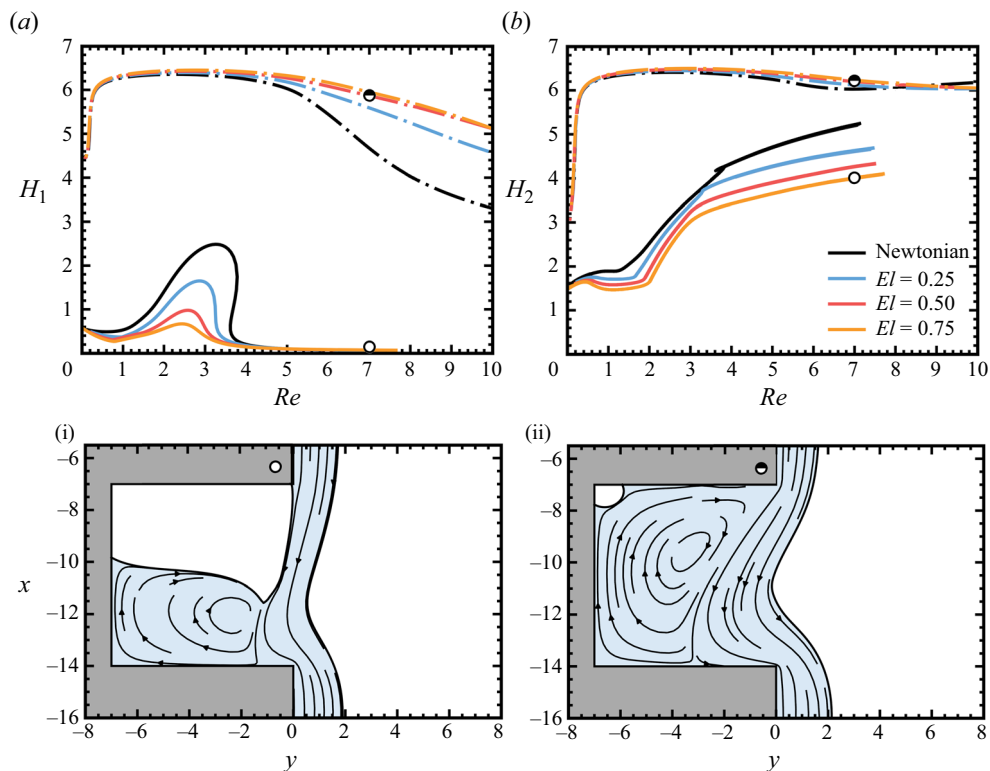 (a)
7
6
5
4
3
2
1
0
H1
0 1 2 3 4 5 6 7 8 9 10
Re
(b)
7
6
5
4
3
2
1
0
H2
Newtonian
El = 0.25
El = 0.50
El = 0.75
1 2 3 4 5 6 7 8 9 10
Re
(i)
−6
−8
−10
−12
−14
−16
x
−8 −6 −4 −2 0 2 4 6 8
y
(ii)
−6
−8
−10
−12
−14
−16
−8 −6 −4 −2 0 2 4 6 8
y